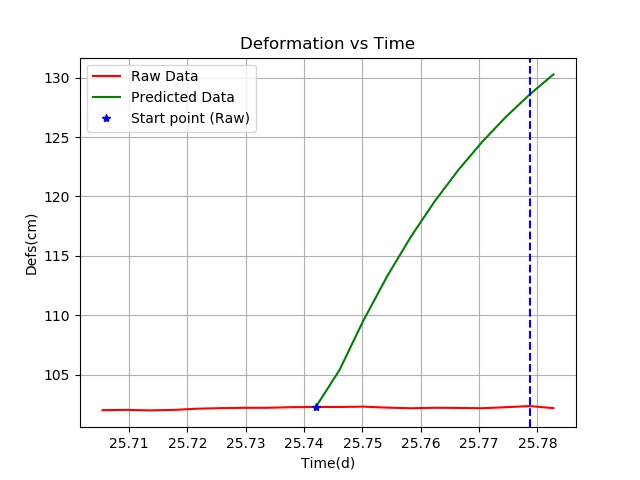 Deformation vs Time
Raw Data
Predicted Data
Start point (Raw)
130
125
120
115
110
105
Defs(cm)
25.71 25.72 25.73 25.74 25.75 25.76 25.77 25.78
Time(d)